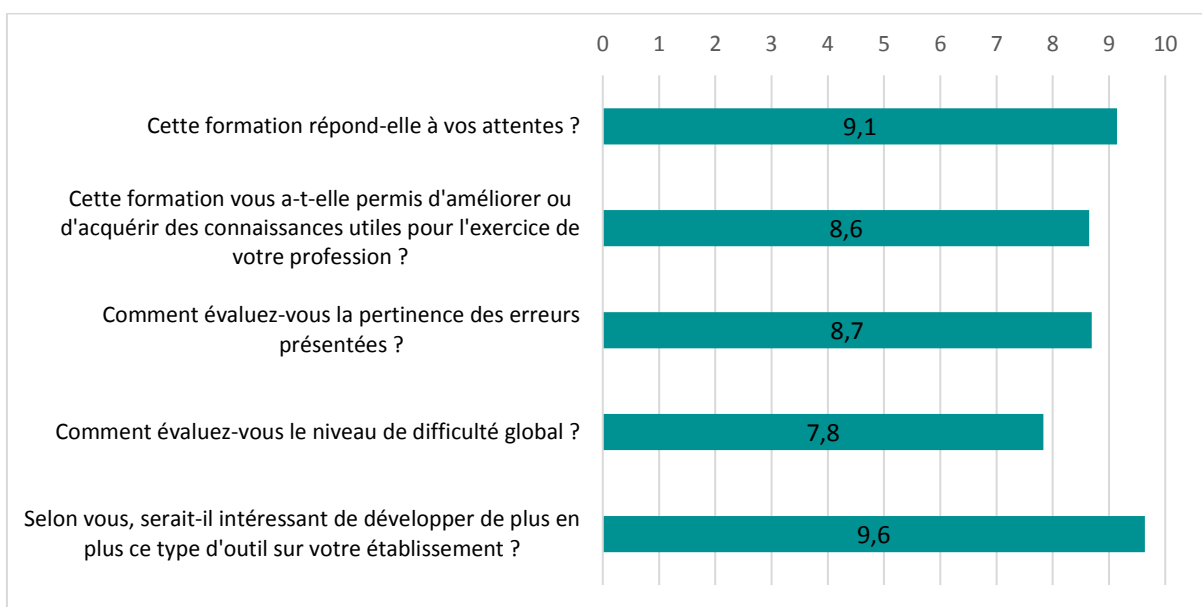 0 1 2 3 4 5 6 7 8 9 10
Cette formation répond-elle à vos attentes ?
9,1
Cette formation vous a-t-elle permis d'améliorer ou
d'acquérir des connaissances utiles pour l'exercice de
votre profession ?
8,6
Comment évaluez-vous la pertinence des erreurs
présentées ?
8,7
Comment évaluez-vous le niveau de difficulté global ?
7,8
Selon vous, serait-il intéressant de développer de plus en
plus ce type d'outil sur votre établissement ?
9,6